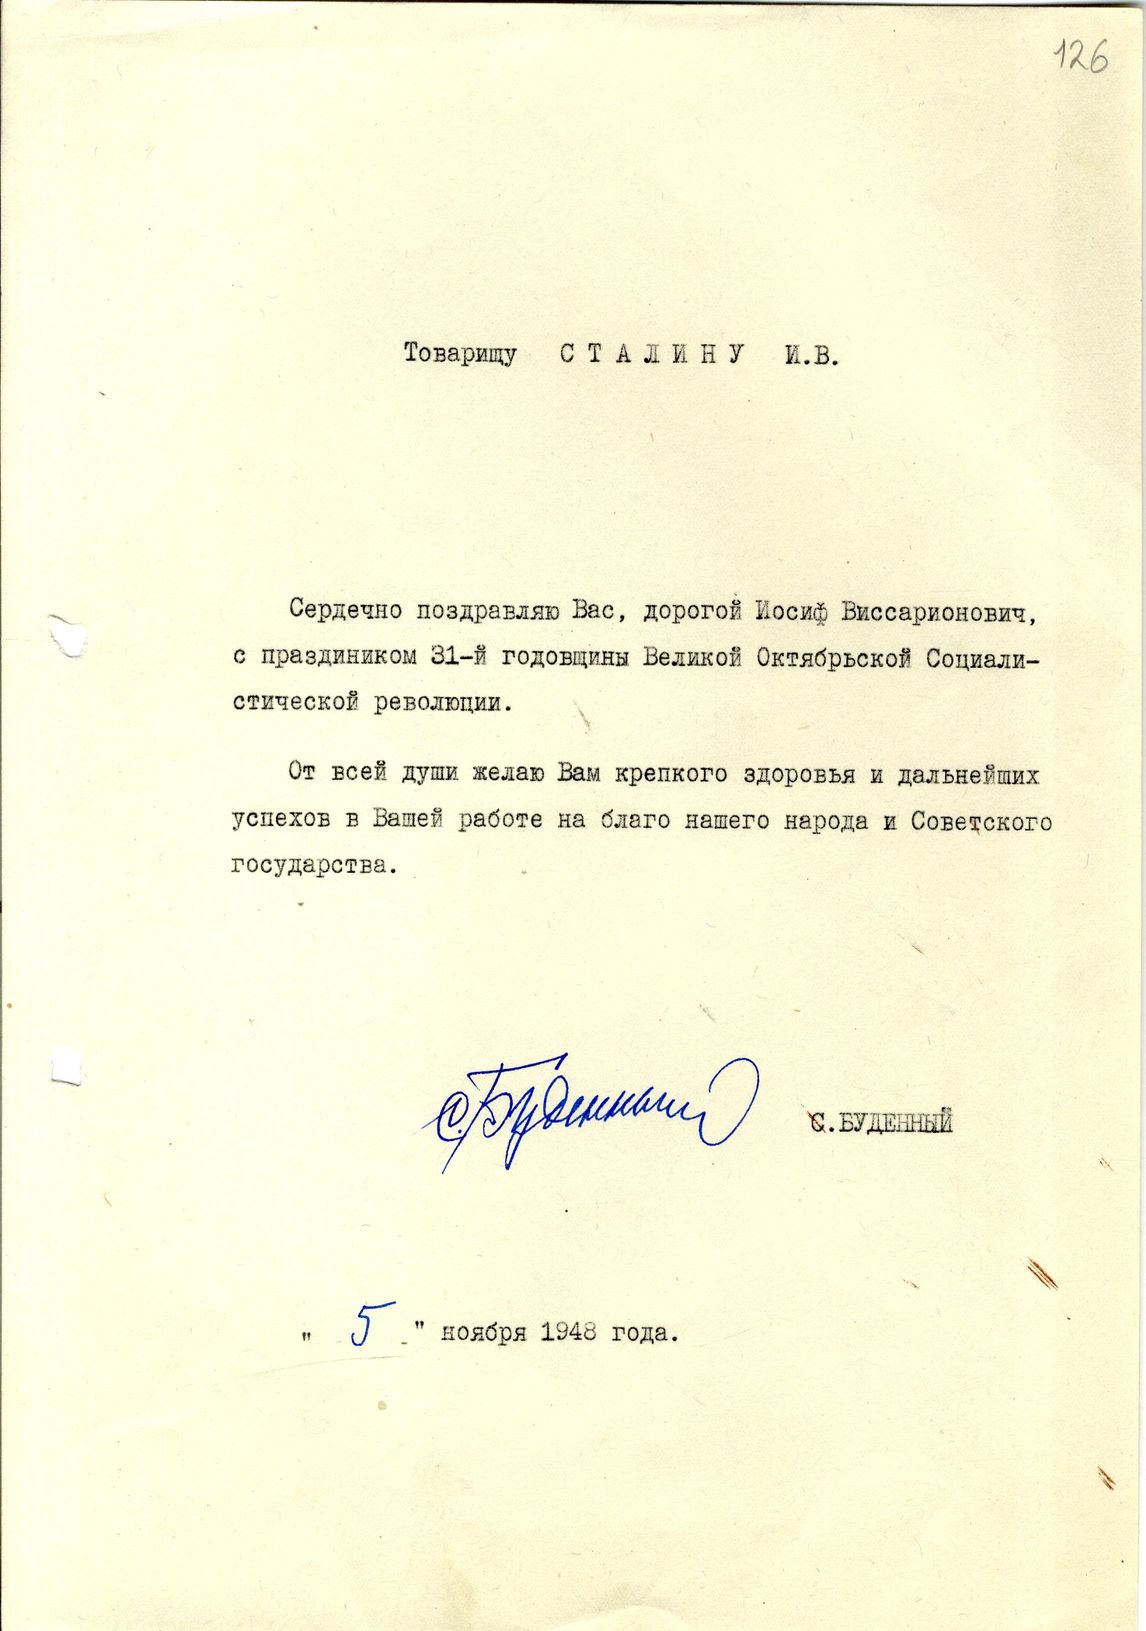 126
Товарищу С Т А Л И Н У И.В.
Сердечно поздравляю Вас, дорогой Иосиф Виссарионович,
с праздиником 31-й годовщины Великой Октябрьской Социали-
стической революции.
От всей души желаю Вам крепкого здоровья и дальнейших
успехов в Вашей работе на благо нашего народа и Советского
государства.
С.Буденный С.БУДЕННЫЙ
" 5 " ноября 1948 года.